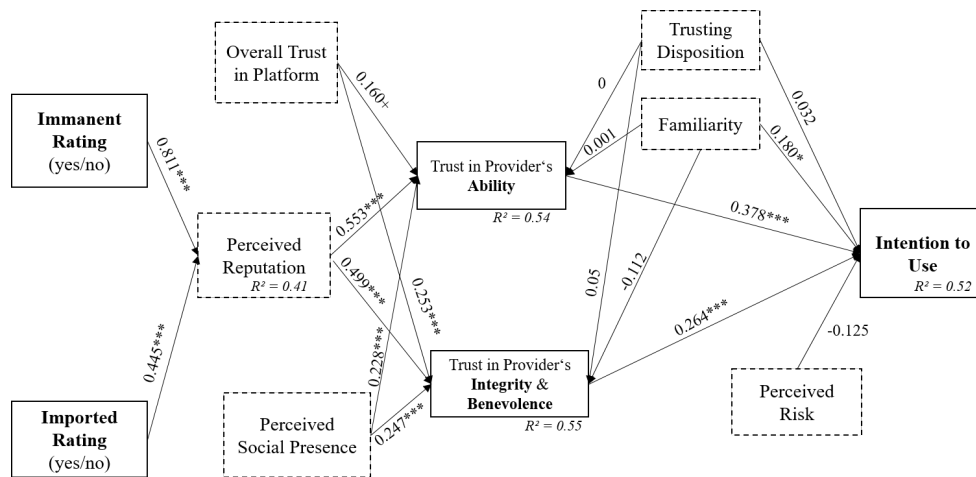 Overall Trust
in Platform
Trusting
Disposition
Immanent
Rating
(yes/no)
0.811***
0.160+
0
0.032
Familiarity
0.001
0.180*
Trust in Provider‘s
Ability
R² = 0.54
0.553***
0.378***
Perceived
Reputation
R² = 0.41
0.499***
0.253***
0.05
-0.112
Intention to
Use
R² = 0.52
0.445***
0.228***
0.264***
-0.125
Trust in Provider‘s
Integrity &
Benevolence
R² = 0.55
0.247***
Perceived
Social Presence
Perceived
Risk
Imported
Rating
(yes/no)